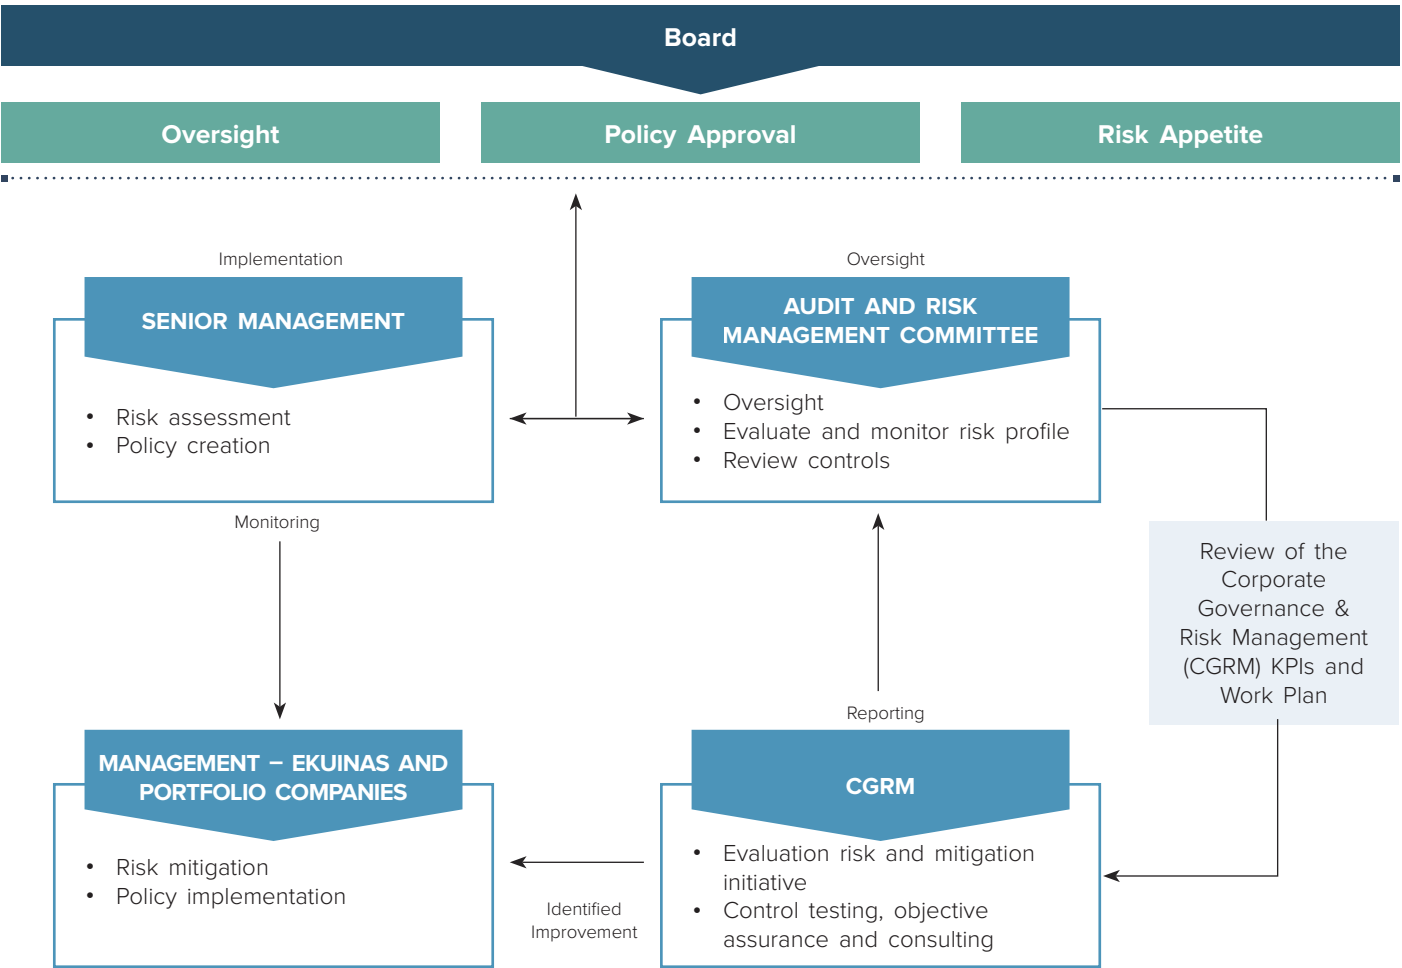 Board
Oversight
Policy Approval
Risk Appetite
Implementation
SENIOR MANAGEMENT
• Risk assessment
• Policy creation
Oversight
AUDIT AND RISK
MANAGEMENT COMMITTEE
• Oversight
• Evaluate and monitor risk profile
• Review controls
Review of the
Corporate
Governance &
Risk Management
(CGRM) KPIs and
Work Plan
Monitoring
MANAGEMENT – EKUINAS AND
PORTFOLIO COMPANIES
• Risk mitigation
• Policy implementation
Reporting
CGRM
• Evaluation risk and mitigation
initiative
• Control testing, objective
assurance and consulting
Identified
Improvement